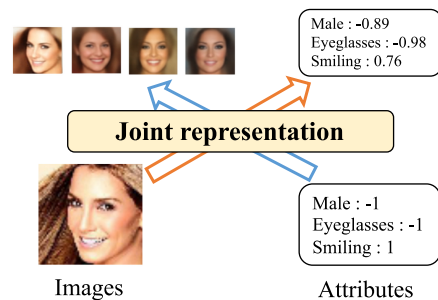 Male : -0.89
Eyeglasses : -0.98
Smiling : 0.76
Joint representation
Male : -1
Eyeglasses : -1
Smiling : 1
Images
Attributes